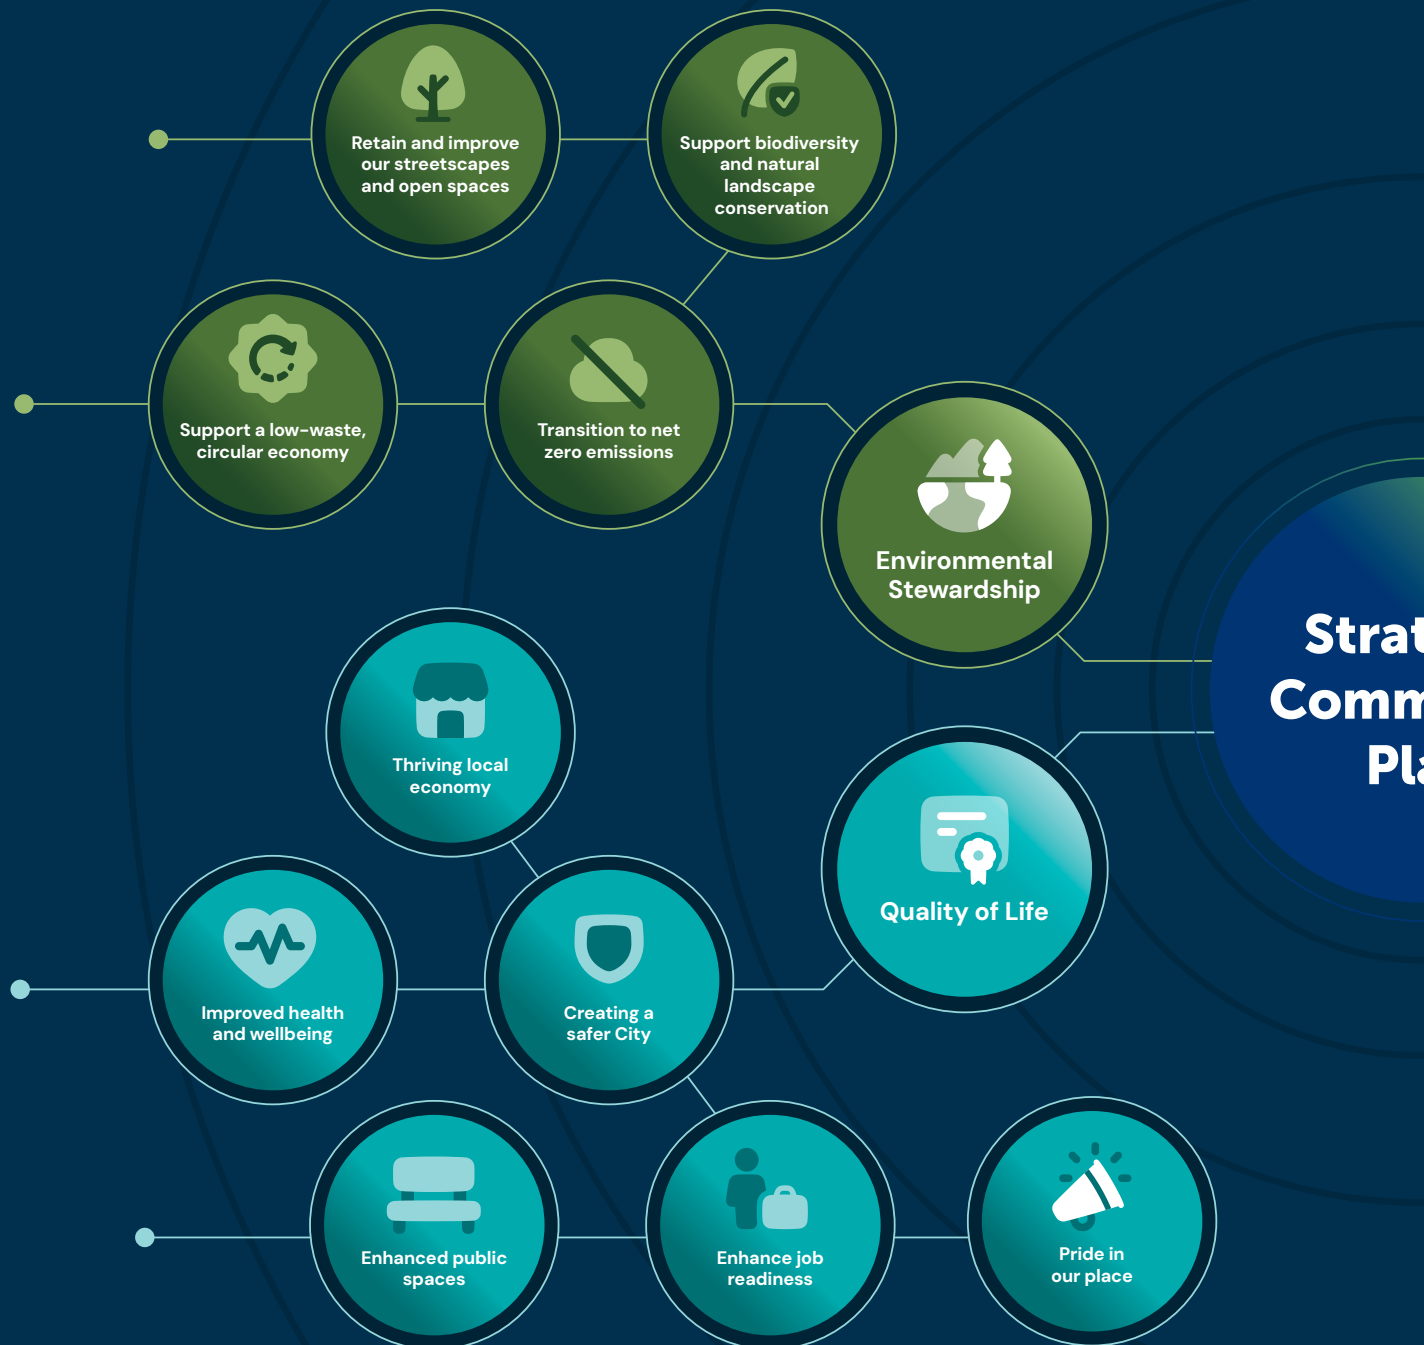 Retain and improve
our streetscapes
and open spaces
Support biodiversity
and natural
landscape
conservation
Support a low-waste,
circular economy
Transition to net
zero emissions
Environmental
Stewardship
Strat
Comm
Pla
Thriving local
economy
Quality of Life
Improved health
and wellbeing
Creating a
safer City
Enhanced public
spaces
Enhance job
readiness
Pride in
our place